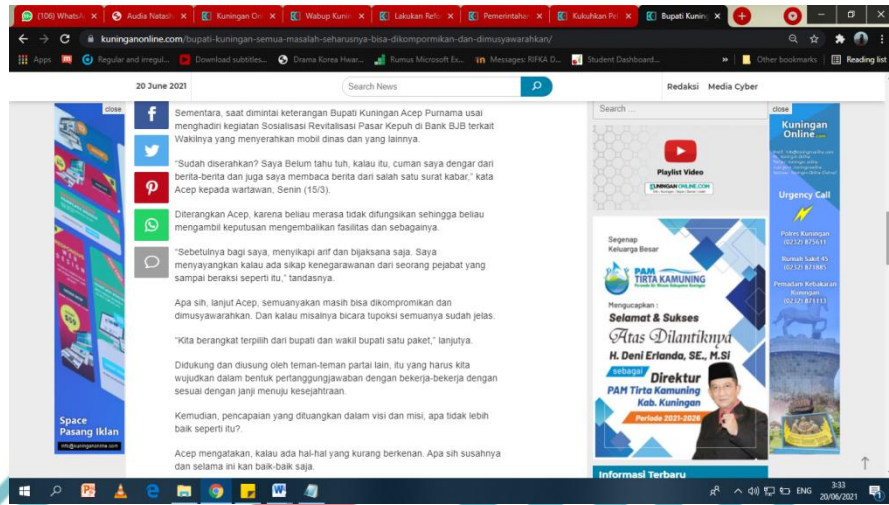 (106) WhatsA
Audia Natash
Kuningan On
Wabup Kunin
Lakukan Refo
Pemerintahan
Kukuhkan Pe
Bupati Kuning
kuninganonline.com/bupati-kuningan-semua-masalah-seharusnya-bisa-dikompormikan-dan-dimusyawarahkan/
Apps
Regular and irregul...
Download subtitles...
Drama Korea Hwar...
Rumus Microsoft Ex...
Messages: RIFKA D...
Student Dashboard...
Other bookmarks
Reading list
20 June 2021
Search News
Redaksi Media Cyber
close
Space
Pasang Iklan
info@kuninganonline.com
Sementara, saat dimintai keterangan Bupati Kuningan Acep Purnama usai
menghadiri kegiatan Sosialisasi Revitalisasi Pasar Kepuh di Bank BJB terkait
Wakilnya yang menyerahkan mobil dinas dan yang lainnya.
“Sudah diserahkan? Saya Belum tahu tuh, kalau itu, cuman saya dengar dari
berita-berita dan juga saya membaca berita dari salah satu surat kabar,” kata
Acep kepada wartawan, Senin (15/3).
Diterangkan Acep, karena beliau merasa tidak difungsikan sehingga beliau
mengambil keputusan mengembalikan fasilitas dan sebagainya.
“Sebetulnya bagi saya, menyikapi arif dan bijaksana saja. Saya
menyayangkan kalau ada sikap kenegarawanan dari seorang pejabat yang
sampai beraksi seperti itu,” tandasnya.
Apa sih, lanjut Acep, semuanyakan masih bisa dikompromikan dan
dimusyawarahkan. Dan kalau misalnya bicara tupoksi semuanya sudah jelas.
“Kita berangkat terpilih dari bupati dan wakil bupati satu paket,” lanjutya.
Didukung dan diusung oleh teman-teman partai lain, itu yang harus kita
wujudkan dalam bentuk pertanggungjawaban dengan bekerja-bekerja dengan
sesuai dengan janji menuju kesejahtraan.
Kemudian, pencapaian yang dituangkan dalam visi dan misi, apa tidak lebih
baik seperti itu?.
Acep mengatakan, kalau ada hal-hal yang kurang berkenan. Apa sih susahnya
dan selama ini kan baik-baik saja.
Search ...
Playlist Video
KUNINGAN ONLINE.COM
Segenap
Keluarga Besar
PAM
TIRTA KAMUNING
Mengucapkan :
Selamat & Sukses
Atas Dilantiknya
H. Deni Erlanda, SE., M.Si
sebagai
Direktur
PAM Tirta Kamuning
Kab. Kuningan
Periode 2021-2026
Informasi Terbaru
close
Kuningan
Online
Urgency Call
Polres Kuningan
(0232) 875611
Rumah Sakit 45
(0232) 871885
Pemadam Kebakaran
Kuningan
(0232) 871113
ENG
3:33
20/06/2021